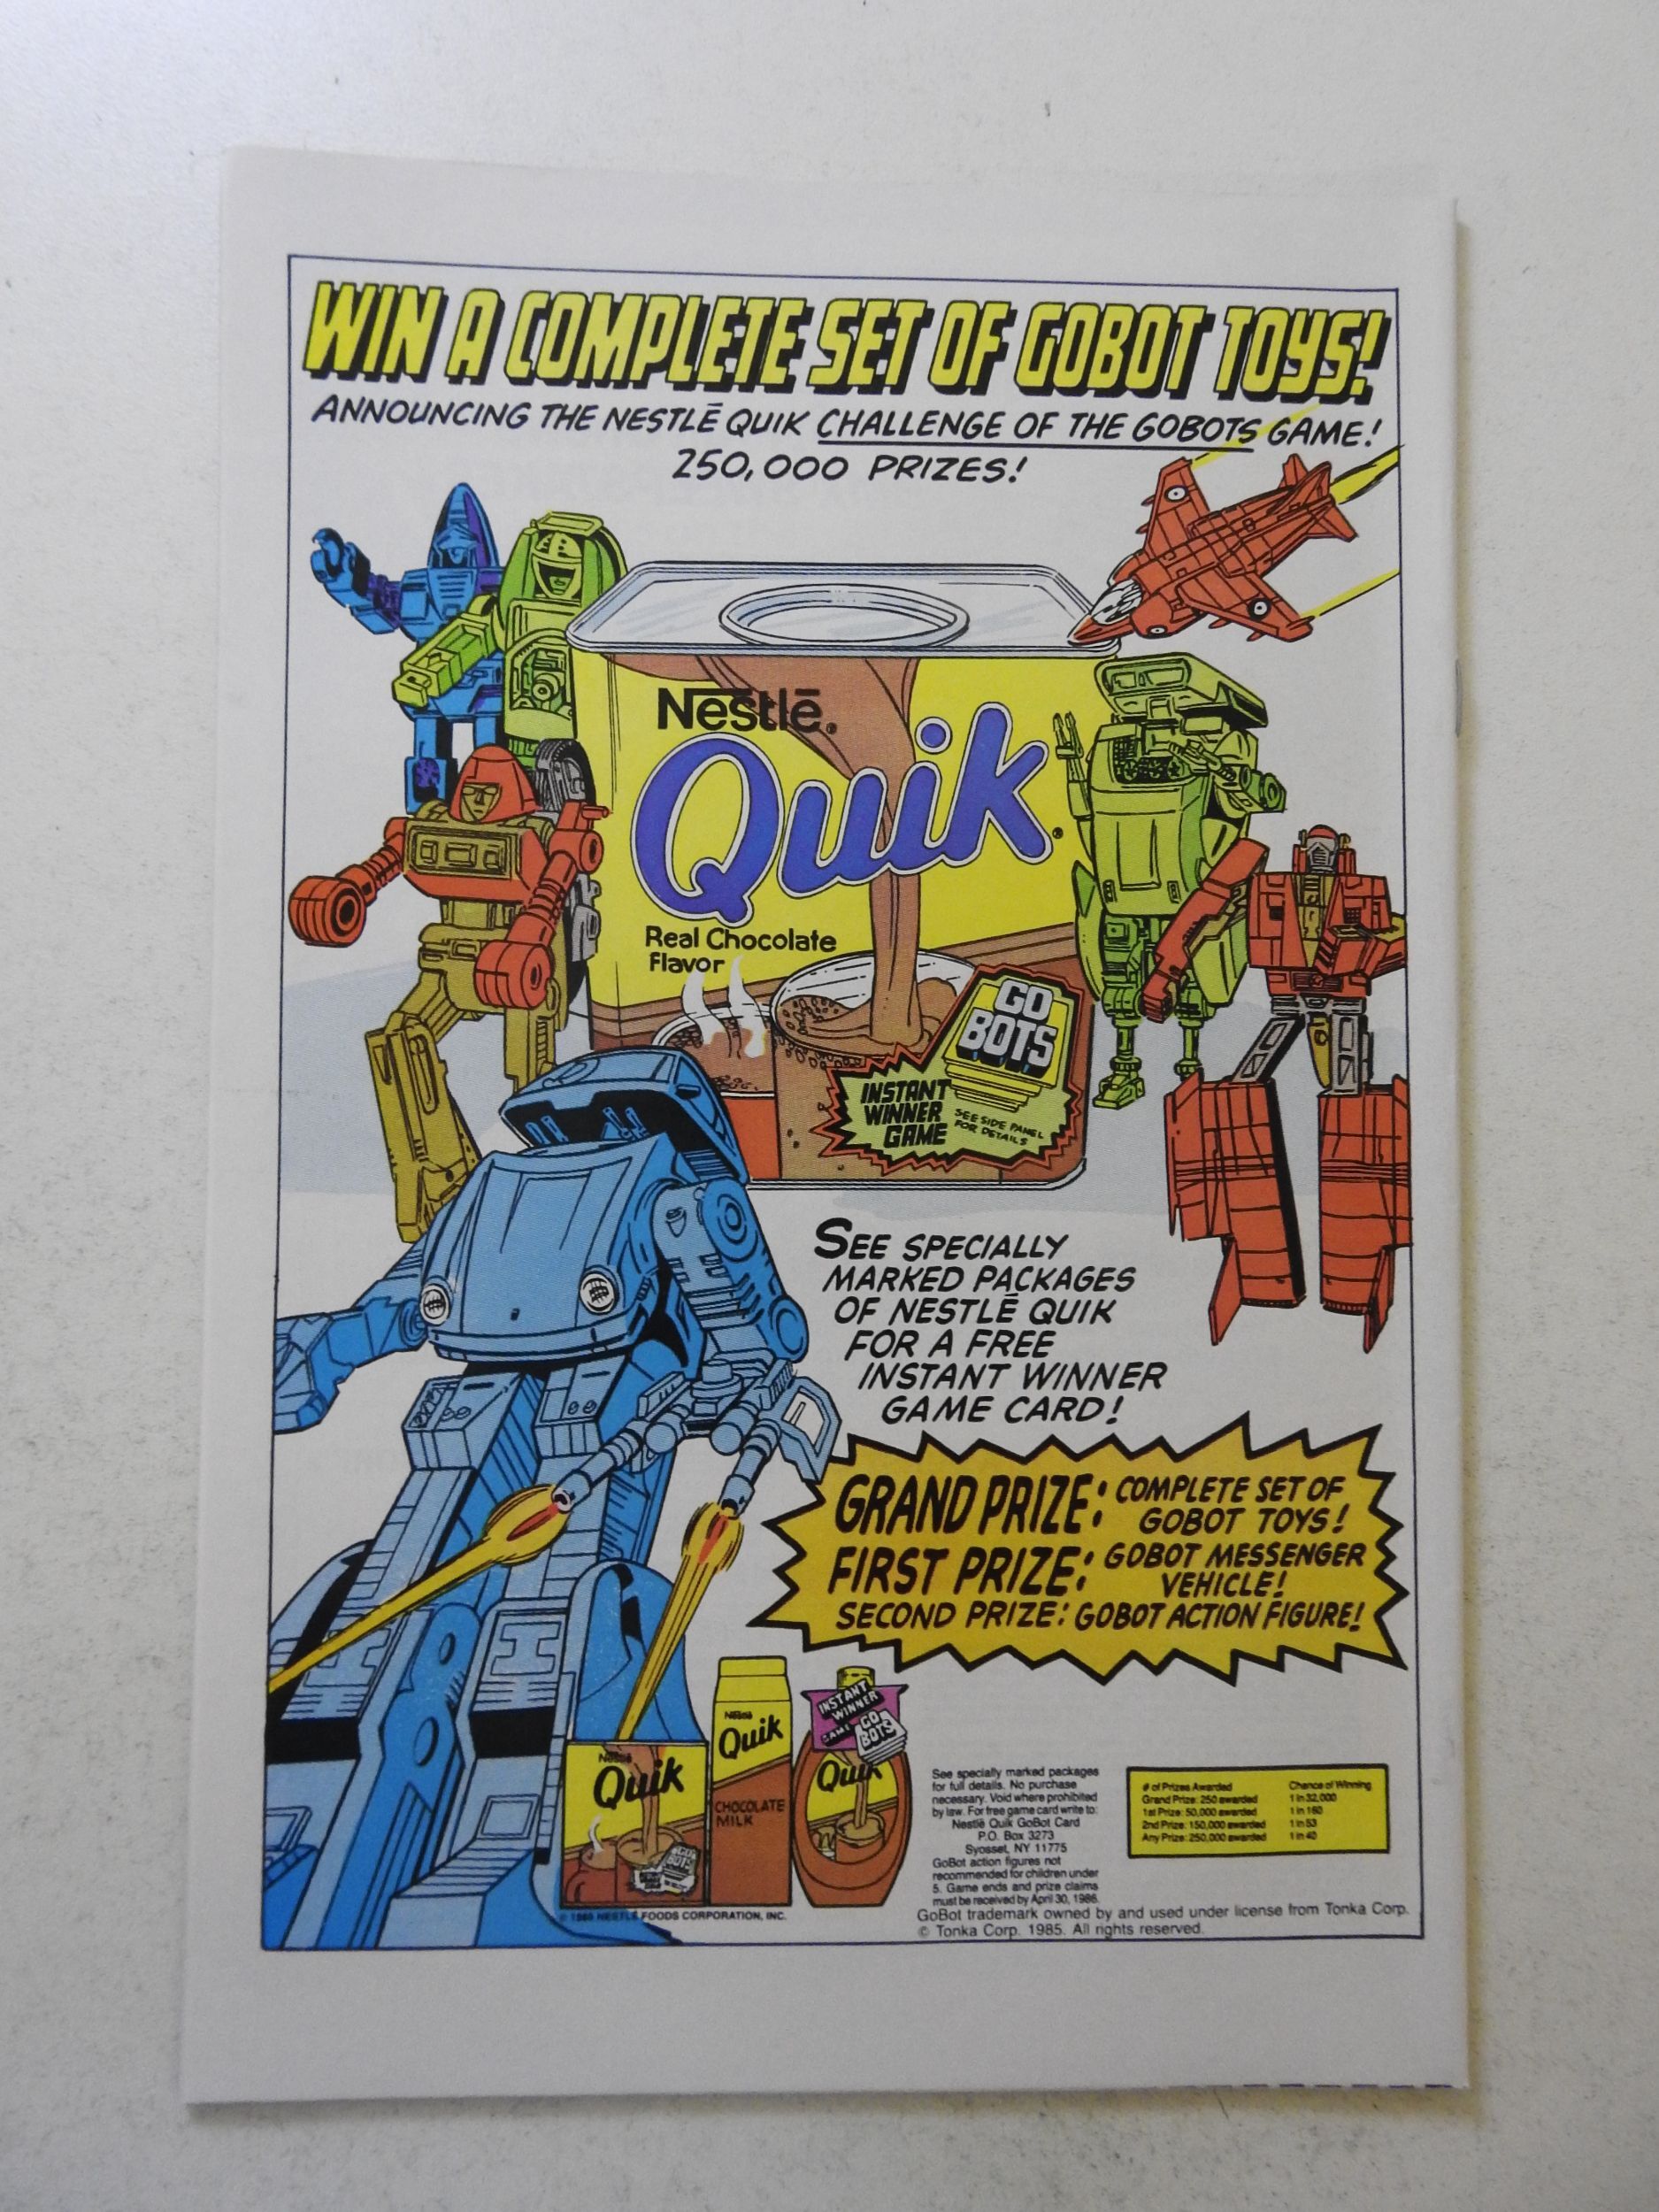 WIN A COMPLETE SET OF GOBOT TOYS!
ANNOUNCING THE NESTLĒ QUIK CHALLENGE OF THE GOBOTS GAME!
250,000 PRIZES!
Nestlē®
Quik®
Real Chocolate
flavor
GO
BOTS
INSTANT
WINNER
GAME
SEE SIDE PANEL
FOR DETAILS
SEE SPECIALLY
MARKED PACKAGES
OF NESTLĒ QUIK
FOR A FREE
INSTANT WINNER
GAME CARD!
GRAND PRIZE: COMPLETE SET OF
GOBOT TOYS!
FIRST PRIZE: GOBOT MESSENGER
VEHICLE!
SECOND PRIZE: GOBOT ACTION FIGURE!
Nestlē
Quik
Nestlē
Quik
CHOCOLATE
MILK
INSTANT
WINNER
GAME
GO
BOTS
Quik
GO
BOTS
See specially marked packages
for full details. No purchase
necessary. Void where prohibited
by law. For free game card write to:
Nestlē Quik GoBot Card
P.O. Box 3273
Syosset, NY 11775
GoBot action figures not
recommended for children under
5. Game ends and prize claims
must be received by April 30, 1986.
# of Prizes Awarded Chance of Winning
Grand Prize: 250 awarded 1 in 32,000
1st Prize: 50,000 awarded 1 in 160
2nd Prize: 150,000 awarded 1 in 53
Any Prize: 250,000 awarded 1 in 40
NESTLĒ FOODS CORPORATION, INC.
GoBot trademark owned by and used under license from Tonka Corp.
© Tonka Corp. 1985. All rights reserved.